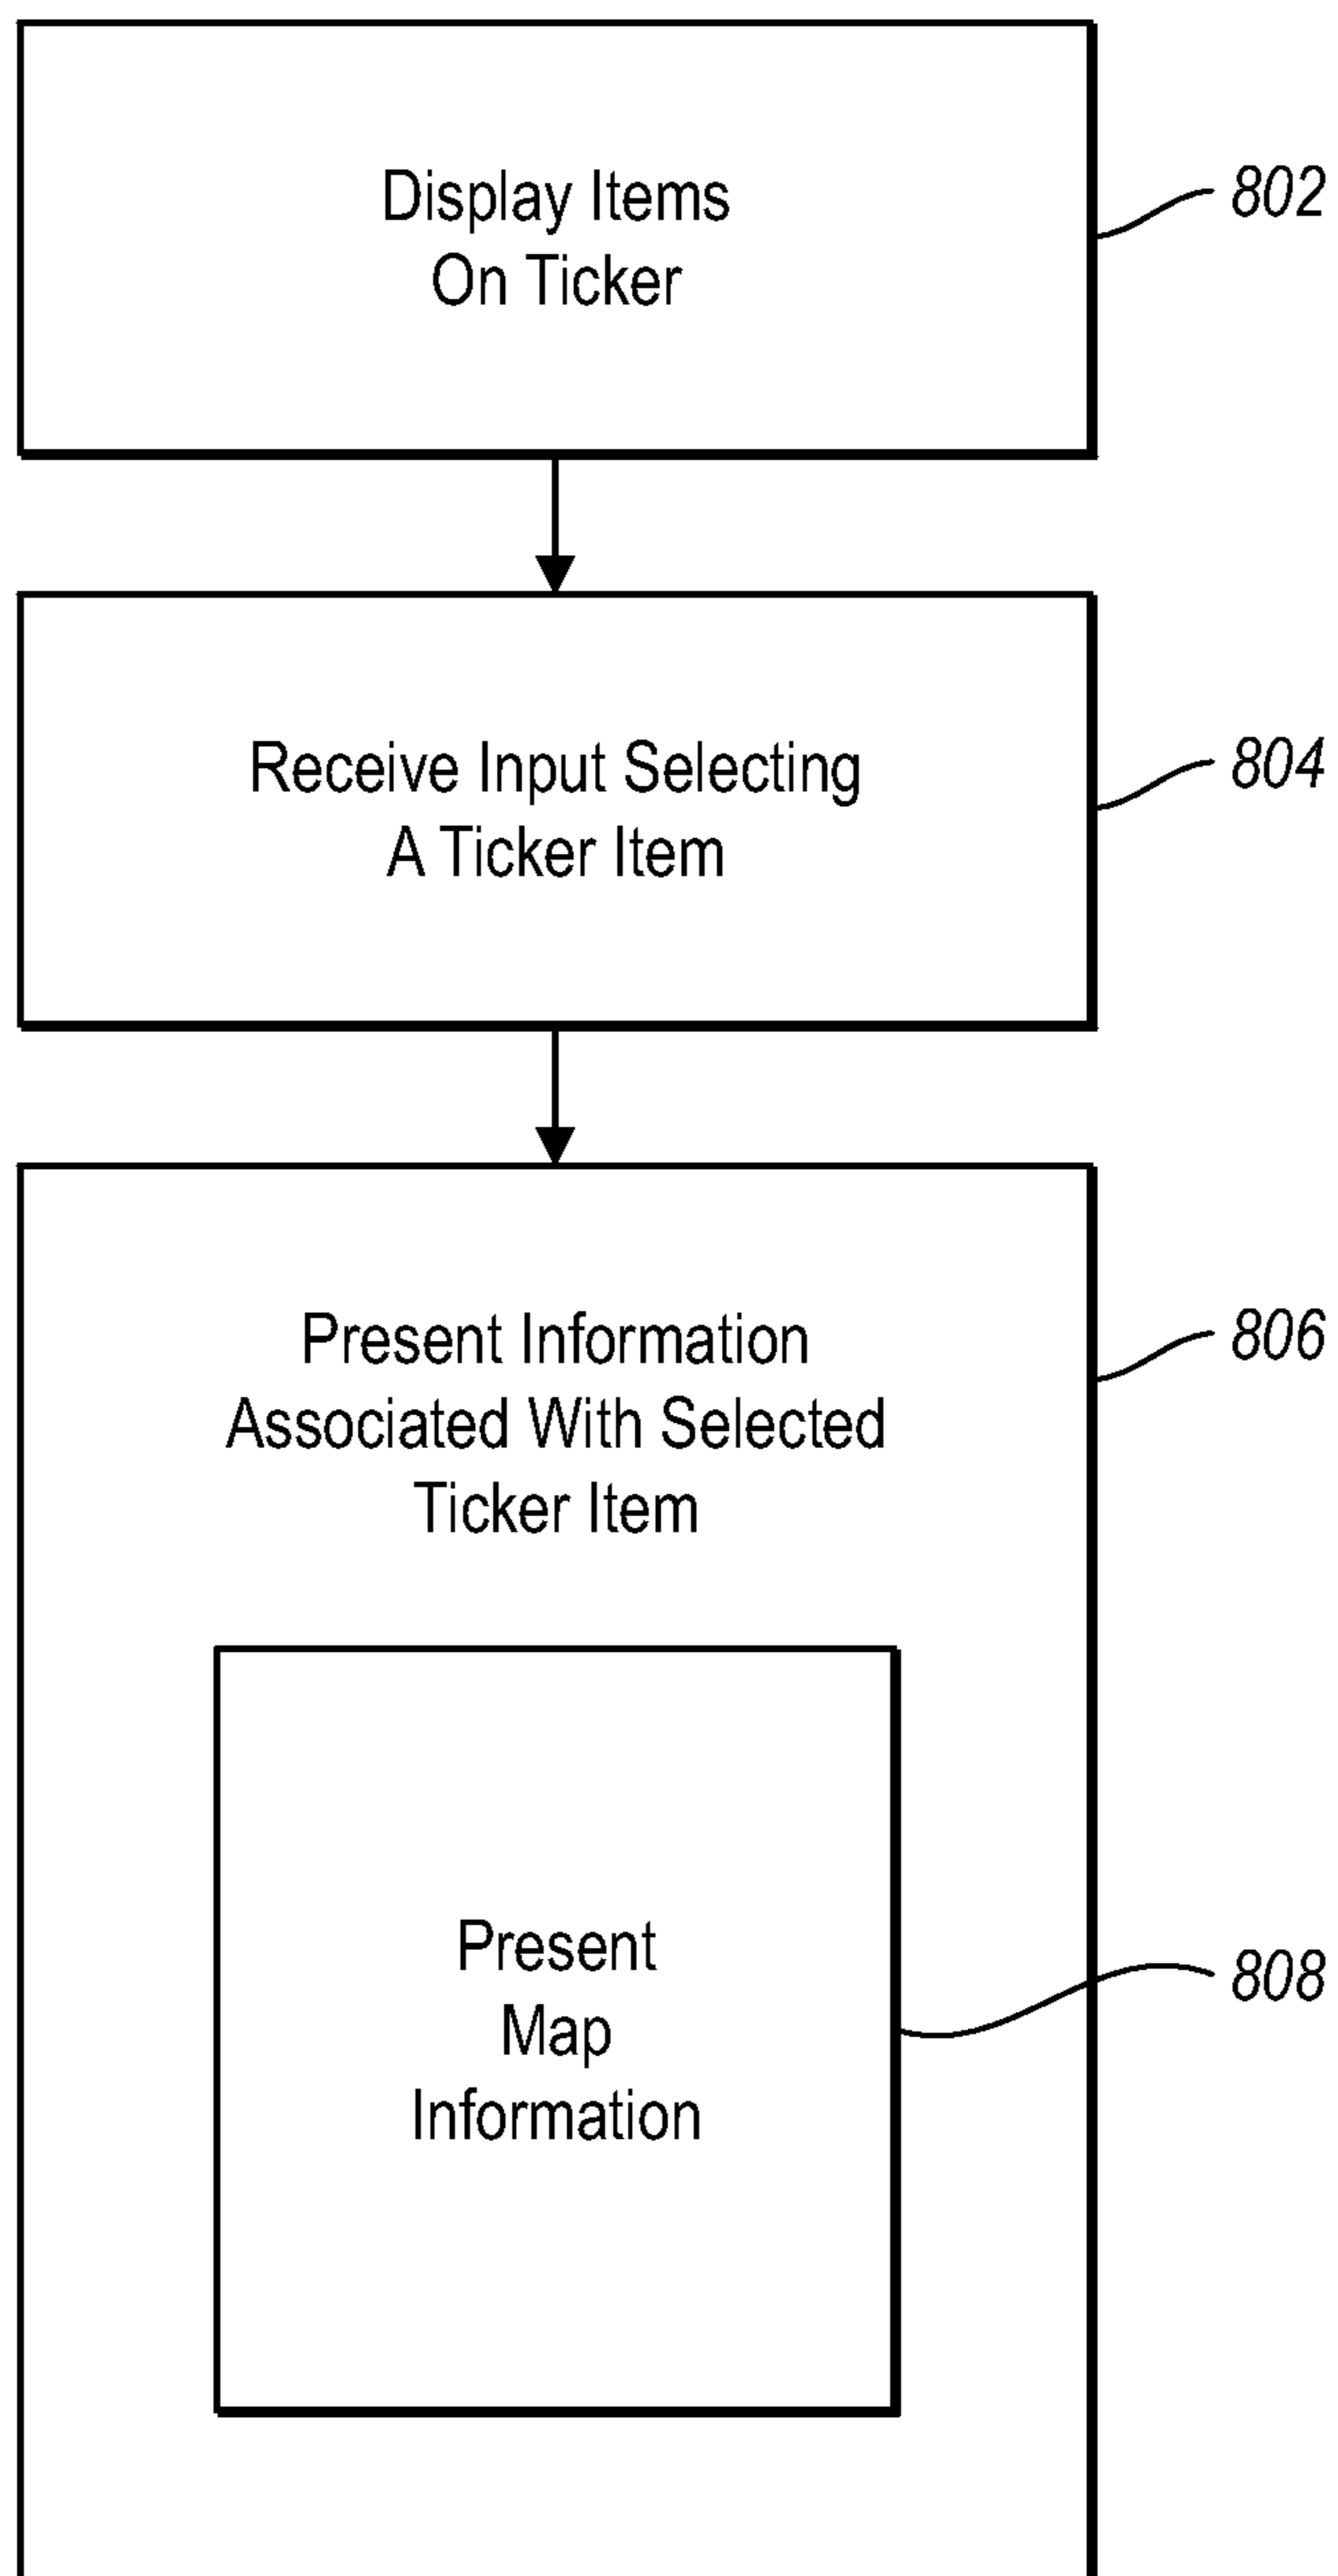 Display Items
On Ticker
802
Receive Input Selecting
A Ticker Item
804
Present Information
Associated With Selected
Ticker Item
806
Present
Map
Information
808